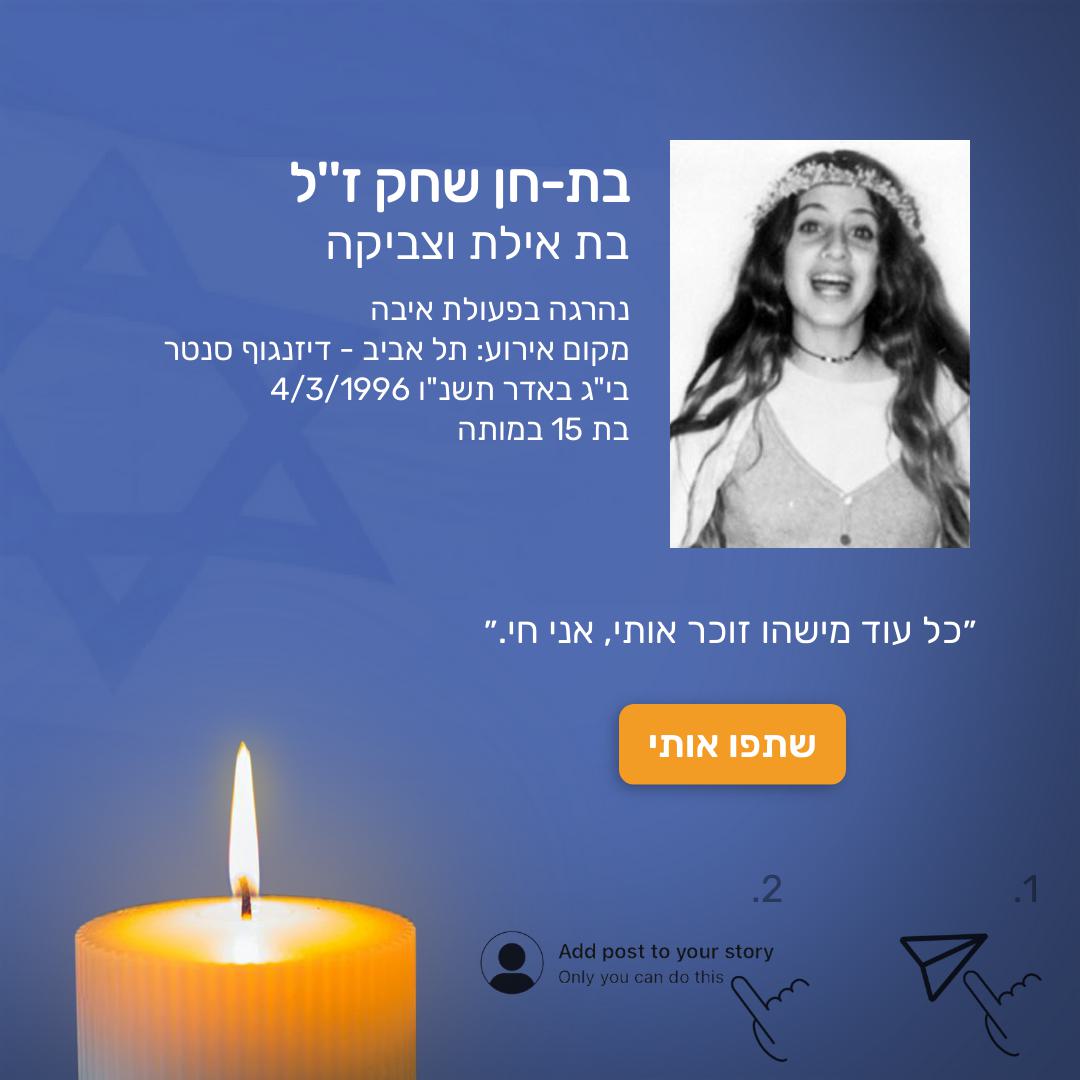 בת-חן שחק ז"ל
בת אילת וצביקה
נהרגה בפעולת איבה
מקום אירוע: תל אביב - דיזנגוף סנטר
בי"ג באדר תשנ"ו 4/3/1996
בת 15 במותה
״כל עוד מישהו זוכר אותי, אני חי.״
שתפו אותי
1.
2.
Add post to your story
Only you can do this